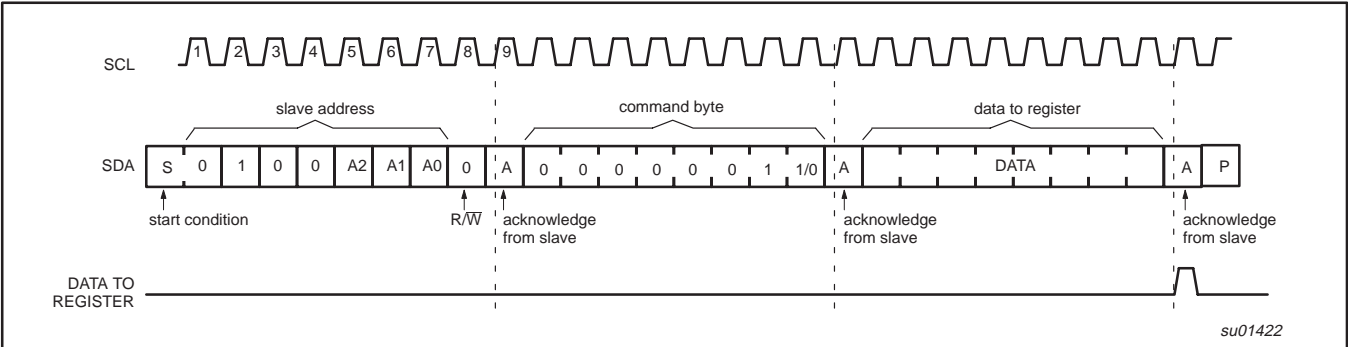 SCL 1 2 3 4 5 6 7 8 9
slave address command byte data to register
SDA S 0 1 0 0 A2 A1 A0 0 A 0 0 0 0 0 0 1 1/0 A DATA A P
start condition R/W̅ acknowledge from slave acknowledge from slave acknowledge from slave
DATA TO
REGISTER
su01422